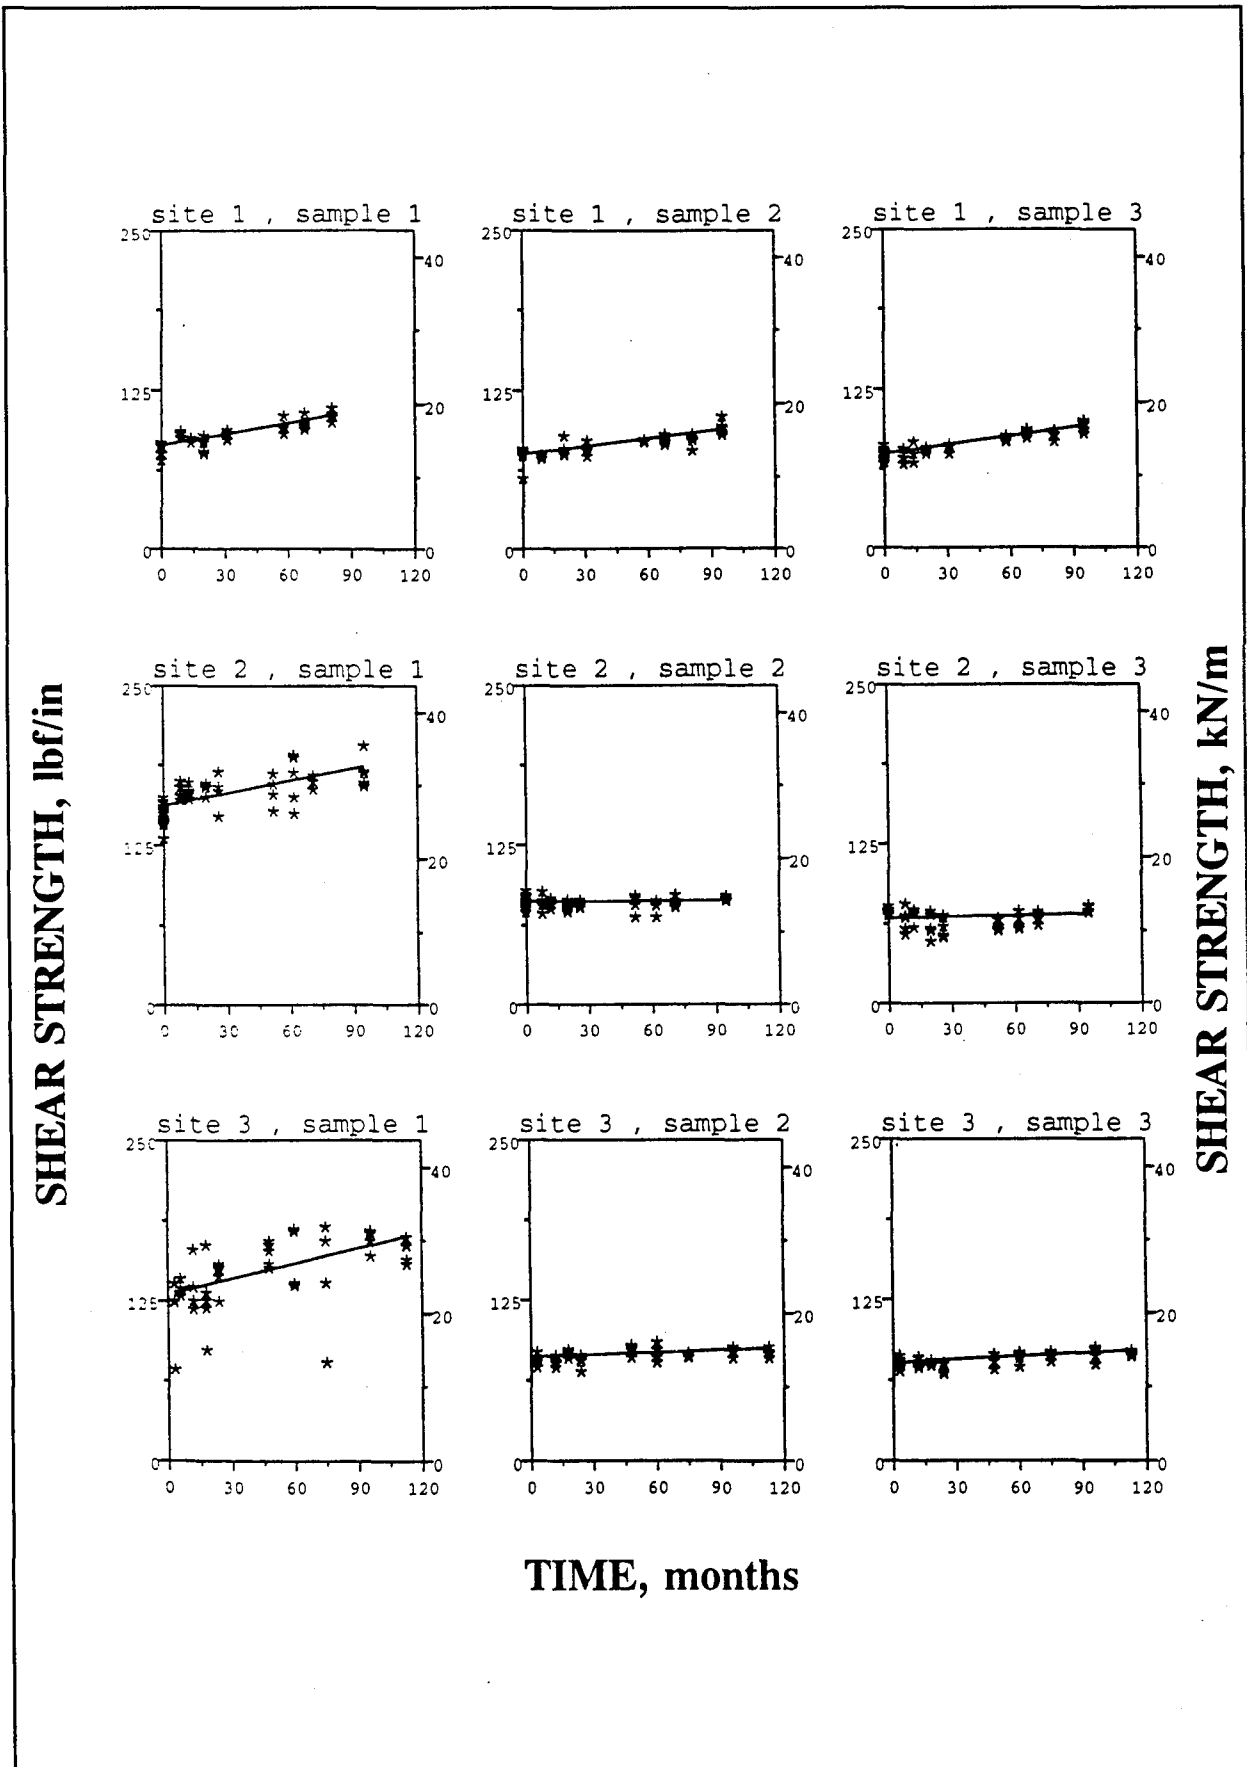 site 1 , sample 1
site 1 , sample 2
site 1 , sample 3
250
40
125
20
0
0
0 30 60 90 120
250
40
125
20
0
0
0 30 60 90 120
250
40
125
20
0
0
0 30 60 90 120
site 2 , sample 1
site 2 , sample 2
site 2 , sample 3
250
40
125
20
0
0
0 30 60 90 120
250
40
125
20
0
0
0 30 60 90 120
250
40
125
20
0
0
0 30 60 90 120
site 3 , sample 1
site 3 , sample 2
site 3 , sample 3
250
40
125
20
0
0
0 30 60 90 120
250
40
125
20
0
0
0 30 60 90 120
250
40
125
20
0
0
0 30 60 90 120
SHEAR STRENGTH, lbf/in
SHEAR STRENGTH, kN/m
TIME, months